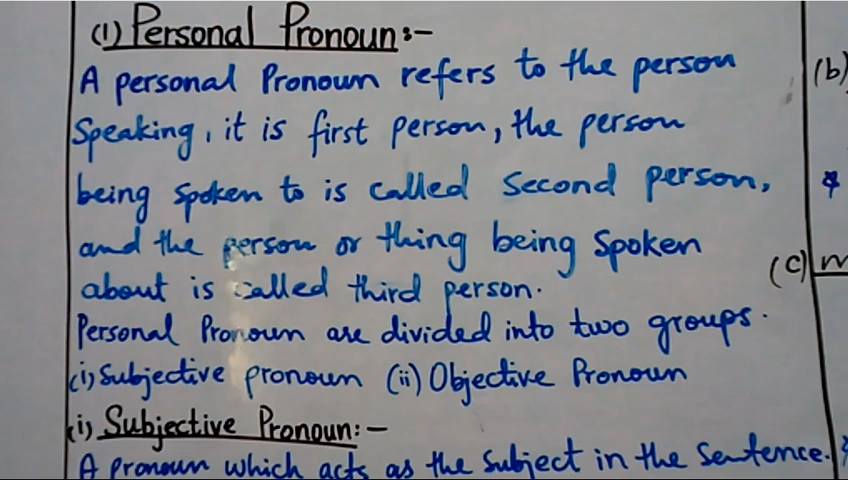 (1) Personal Pronoun:-
A personal Pronoun refers to the person
Speaking, it is first person, the person
being spoken to is called Second person,
and the person or thing being spoken
about is called third person.
Personal Pronoun are divided into two groups.
(i) Subjective pronoun (ii) Objective Pronoun
(i) Subjective Pronoun:-
A pronoun which acts as the subject in the sentence.
(b)
(c)